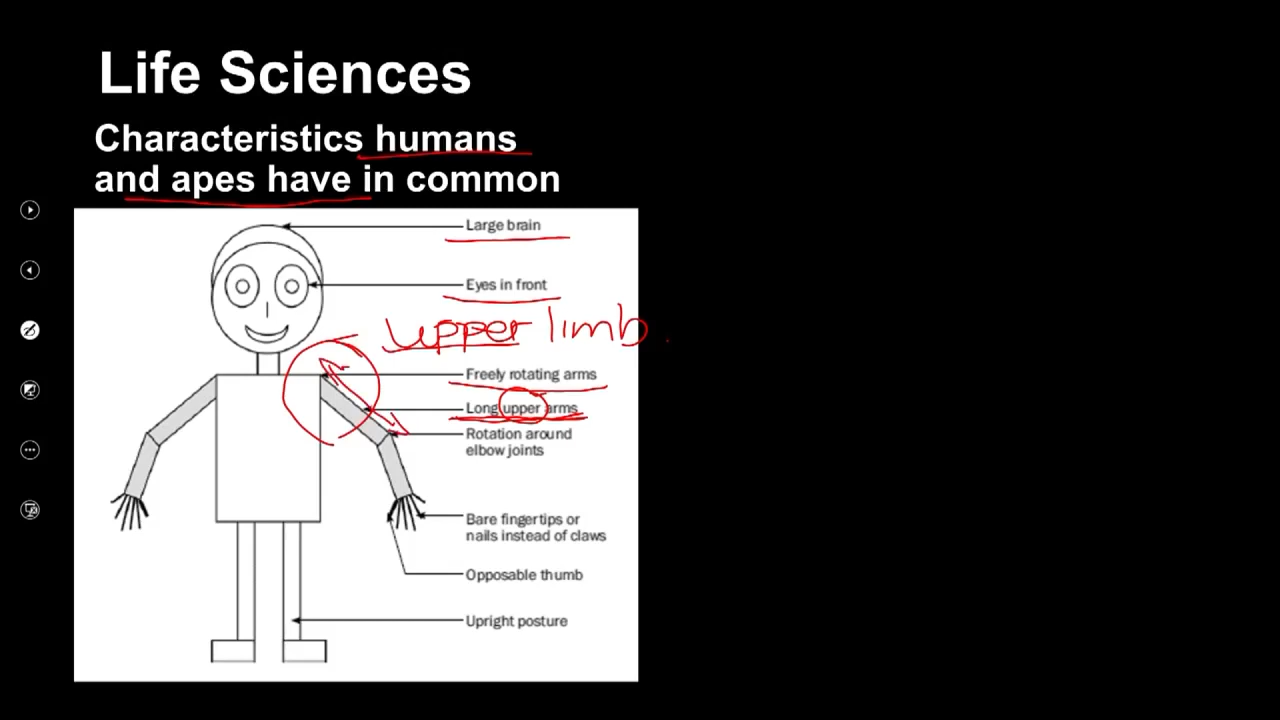 Life Sciences
Characteristics humans
and apes have in common
Large brain
Eyes in front
upper limb
Freely rotating arms
Long upper arms
Rotation around
elbow joints
Bare fingertips or
nails instead of claws
Opposable thumb
Upright posture